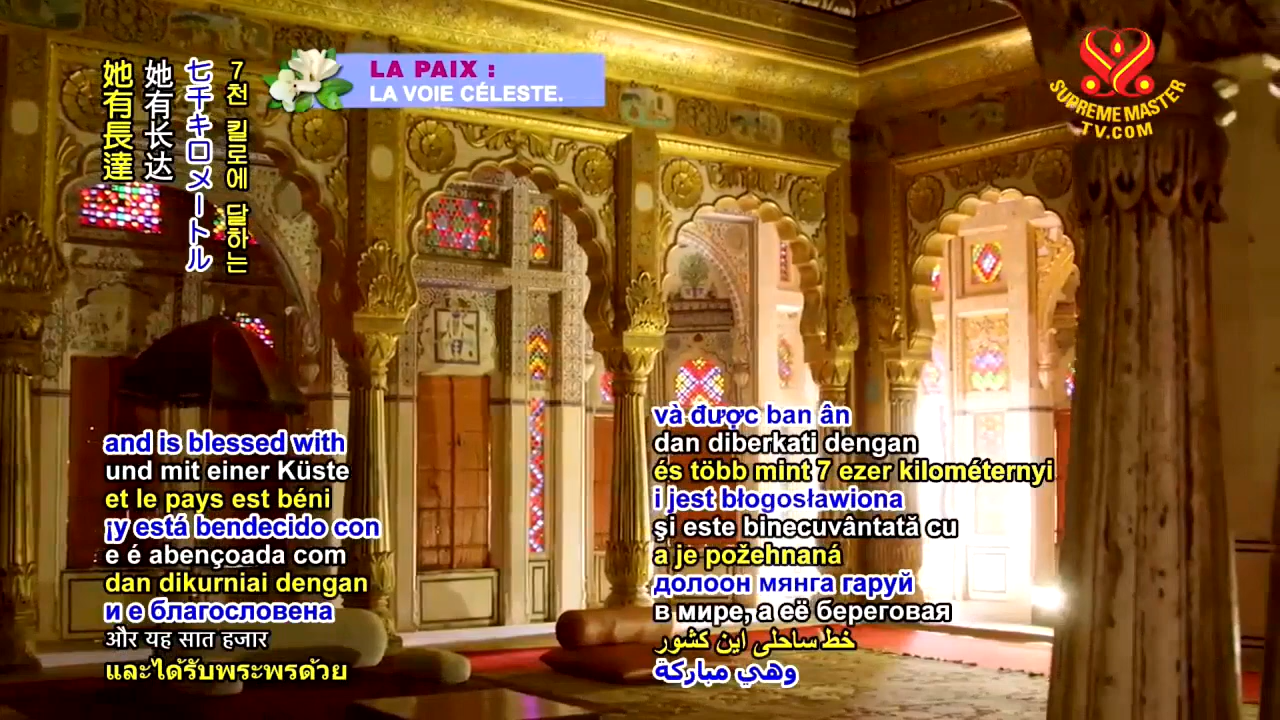 LA PAIX :
LA VOIE CÉLESTE.
SUPREME MASTER
TV.COM
她有長達
她有长达
七千キロメートル
7천 킬로에 달하는
and is blessed with
und mit einer Küste
et le pays est béni
¡y está bendecido con
e é abençoada com
dan dikurniai dengan
и е благословена
और यह सात हजार
และได้รับพระพรด้วย
và được ban ân
dan diberkati dengan
és több mint 7 ezer kilométernyi
i jest błogosławiona
şi este binecuvântată cu
a je požehnaná
долоон мянга гаруй
в мире, а её береговая
خط ساحلی این کشور
وهي مباركة